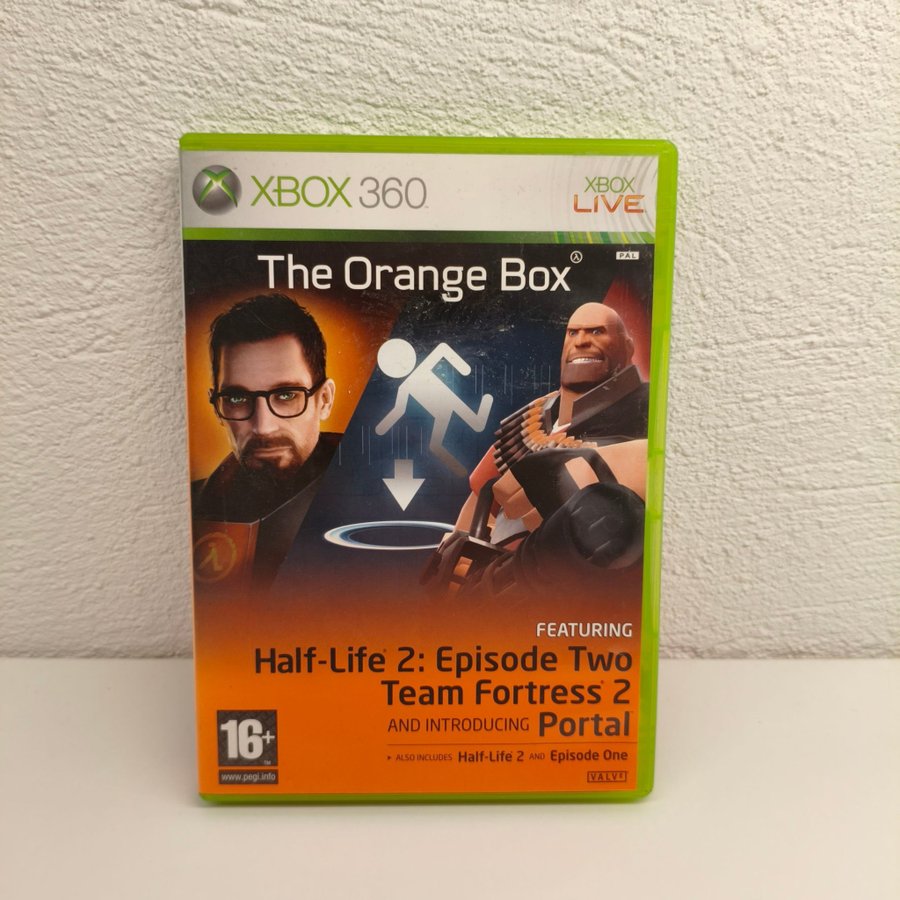 XBOX 360
XBOX
LIVE
PAL
The Orange Box
FEATURING
Half-Life 2: Episode Two
Team Fortress 2
AND INTRODUCING Portal™
ALSO INCLUDES Half-Life 2 AND Episode One
16+
www.pegi.info
VALVE